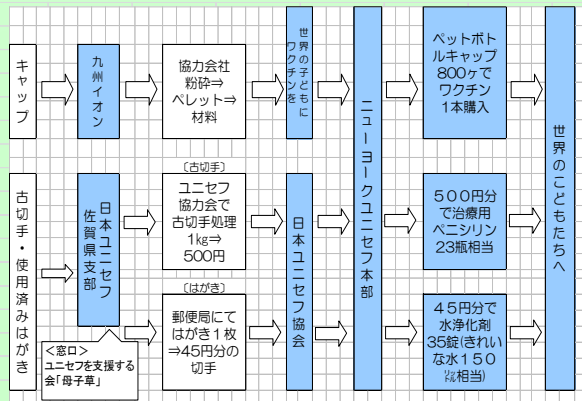 キャップ
九州イオン
協力会社
粉砕⇒
ペレット⇒
材料
世界の子どもに
ワクチンを
ニューヨークユニセフ本部
ペットボト
ルキャップ
800ヶで
ワクチン
1本購入
世界のこどもたちへ
古切手・使用済みはがき
日本ユニセフ
佐賀県支部
〔古切手〕
ユニセフ
協力会で
古切手処理
1kg⇒
500円
日本ユニセフ協会
500円分
で治療用
ペニシリン
23瓶相当
〔はがき〕
郵便局にて
はがき1枚
⇒45円分の
切手
45円分で
水浄化剤
35錠(きれい
な水150
㍑相当)
<窓口>
ユニセフを支援する
会「母子草」